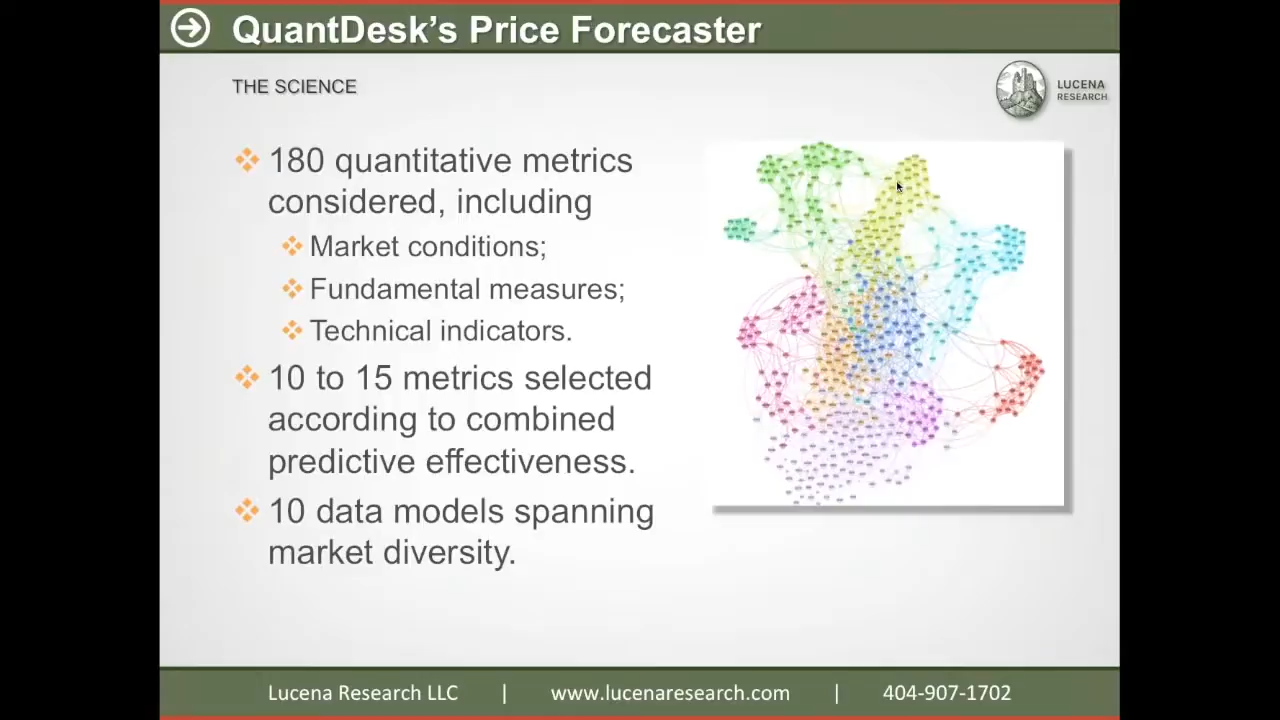 QuantDesk's Price Forecaster
THE SCIENCE
LUCENA
RESEARCH
180 quantitative metrics
considered, including
Market conditions;
Fundamental measures;
Technical indicators.
10 to 15 metrics selected
according to combined
predictive effectiveness.
10 data models spanning
market diversity.
Lucena Research LLC | www.lucenaresearch.com | 404-907-1702